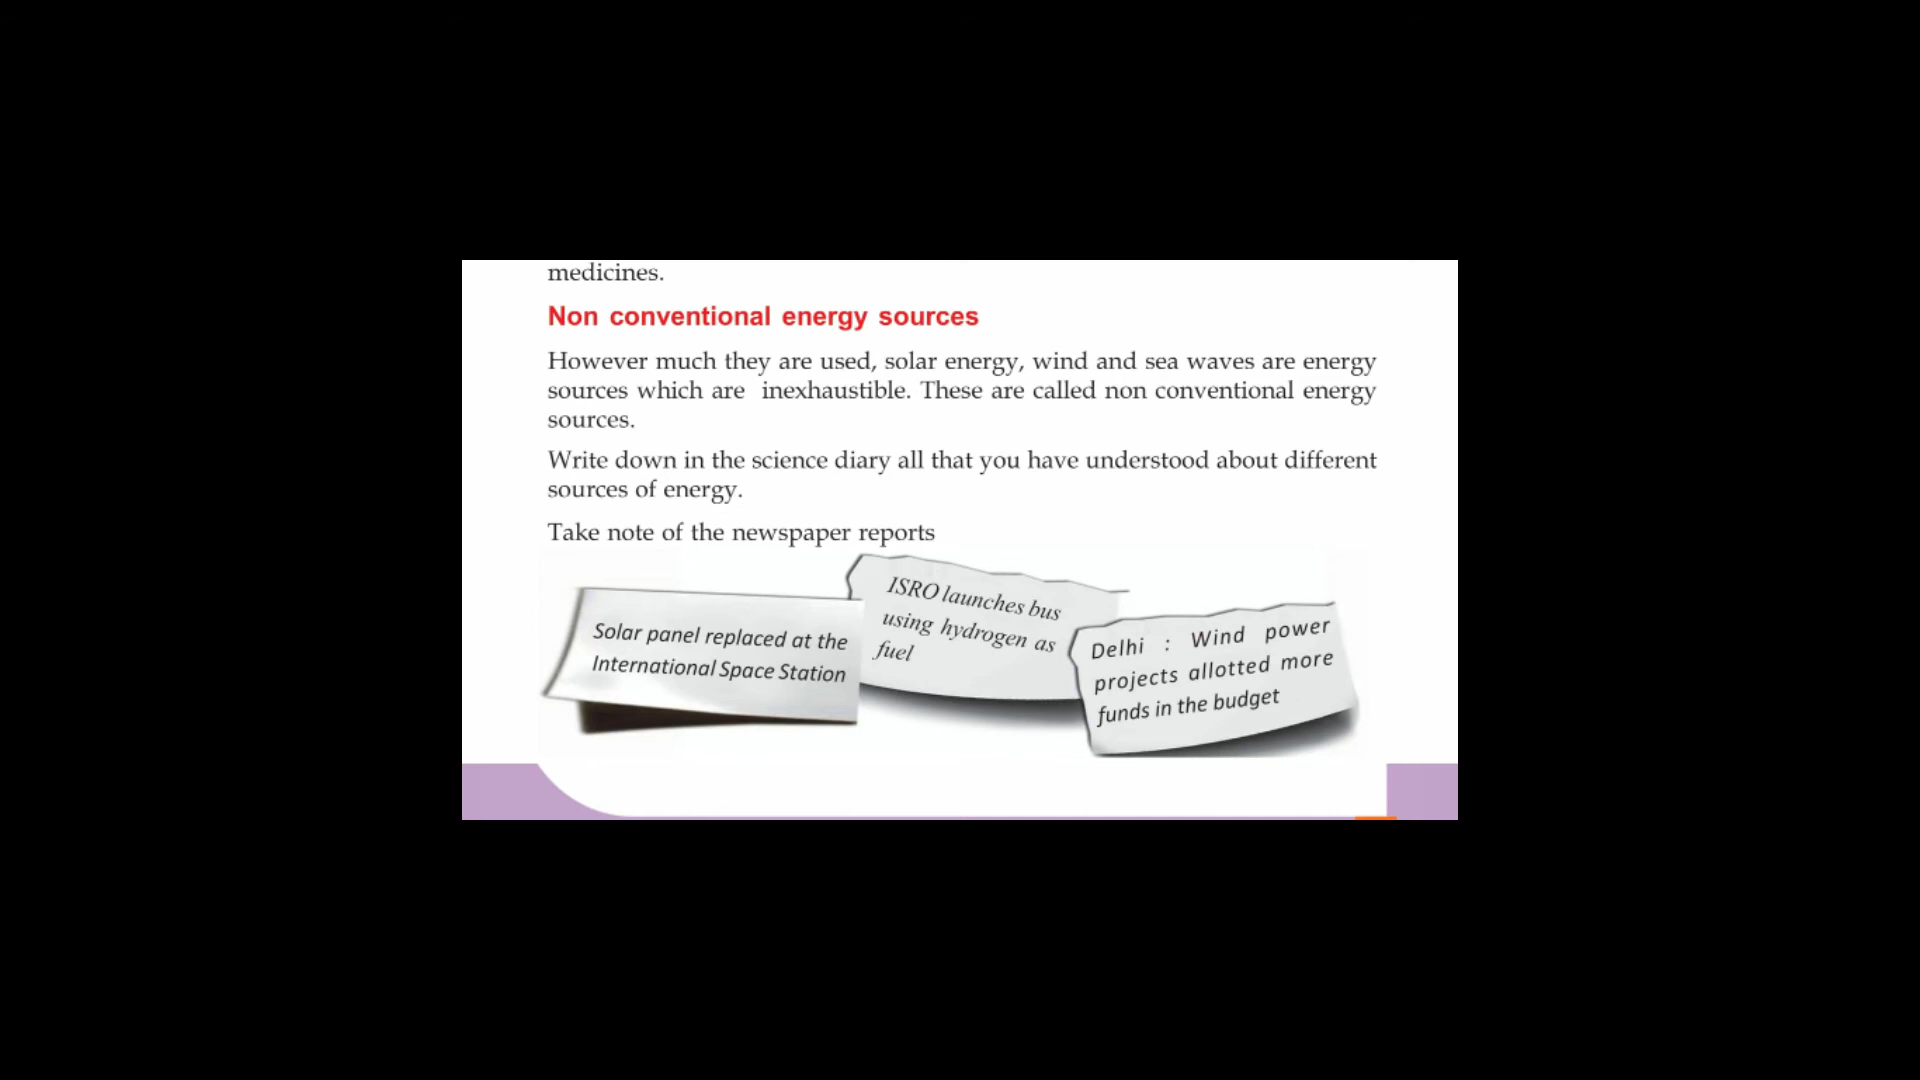 medicines.
Non conventional energy sources
However much they are used, solar energy, wind and sea waves are energy
sources which are inexhaustible. These are called non conventional energy
sources.
Write down in the science diary all that you have understood about different
sources of energy.
Take note of the newspaper reports
Solar panel replaced at the
International Space Station
ISRO launches bus
using hydrogen as
fuel
Delhi : Wind power
projects allotted more
funds in the budget